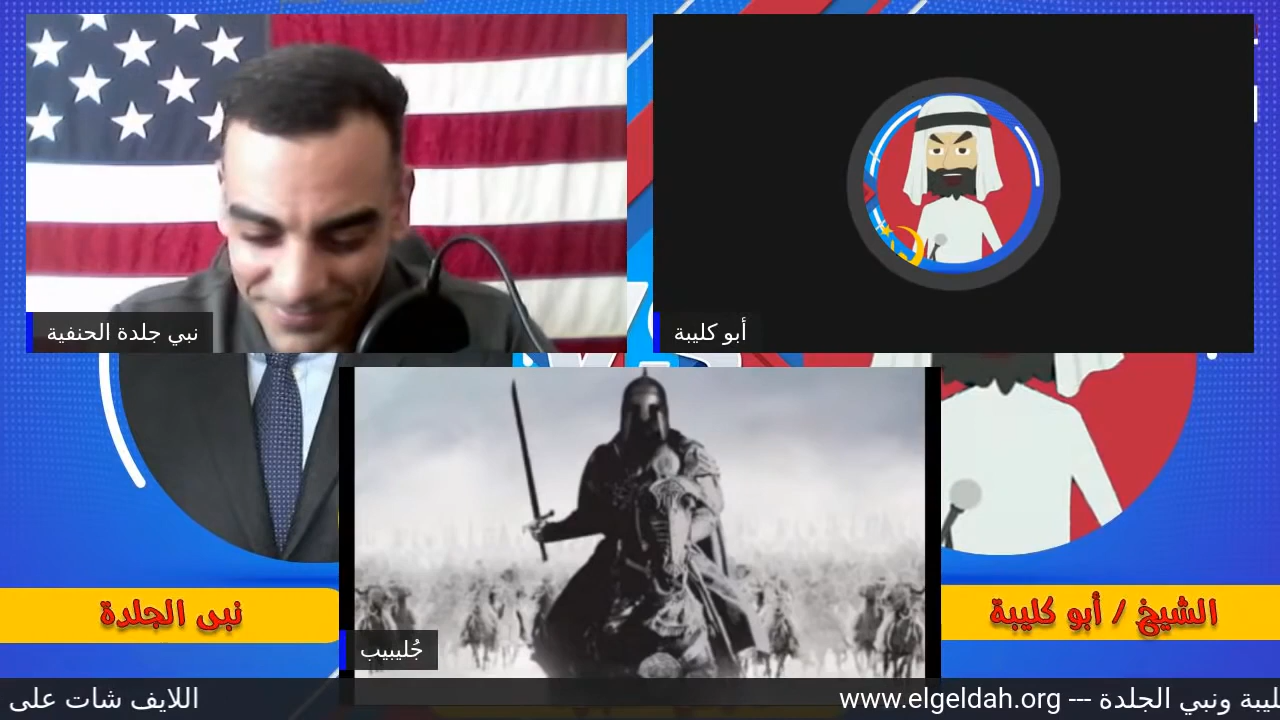 نبي جلدة الحنفية
أبو كليبة
نبى الجلدة
الشيخ / أبو كليبة
جُليبيب
ونبي الجلدة --- www.elgeldah.org
اللايف شات على